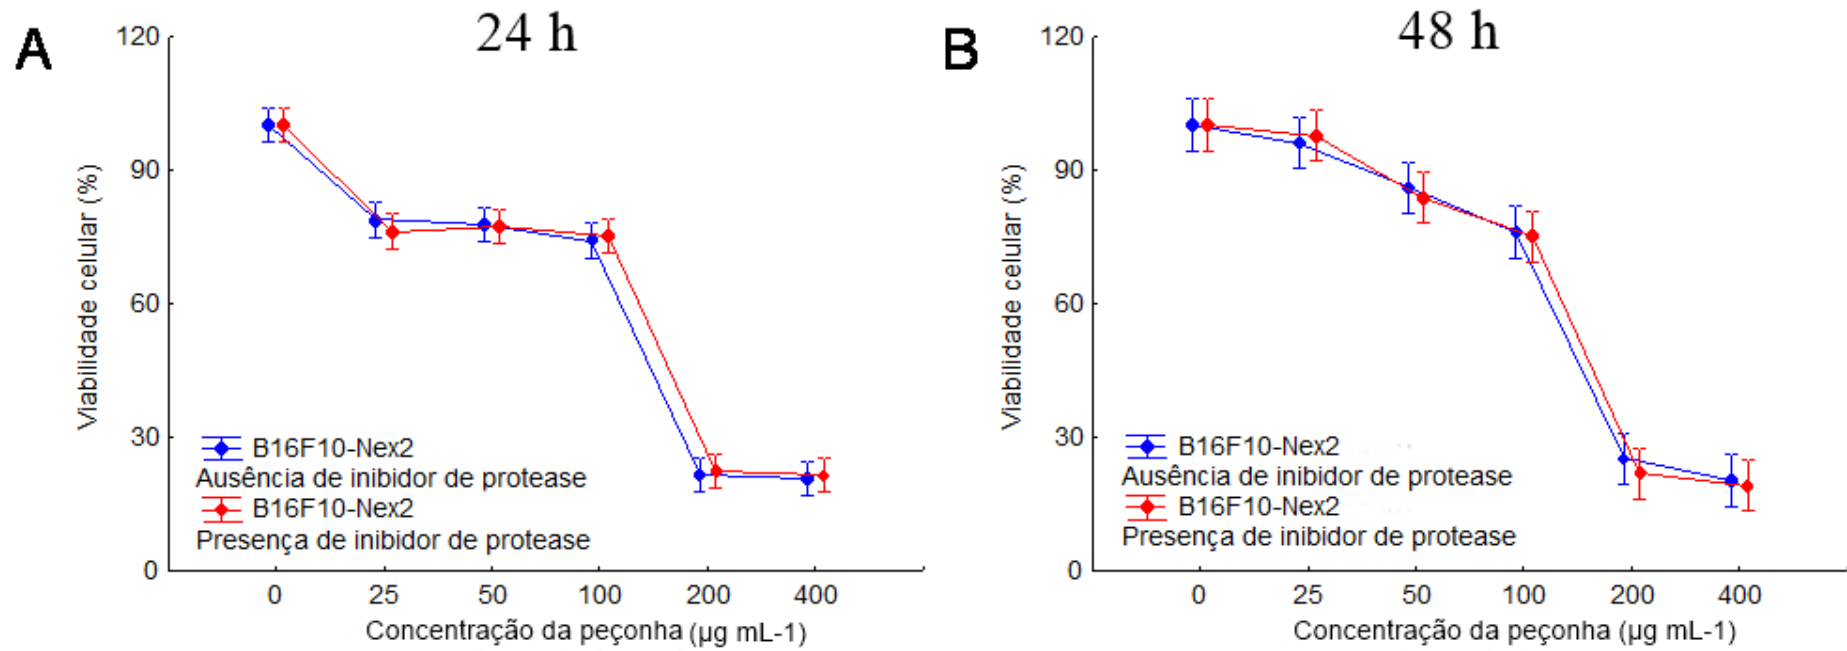 A
24 h
120
90
60
30
0
Viabilidade celular (%)
B16F10-Nex2
Ausência de inibidor de protease
B16F10-Nex2
Presença de inibidor de protease
0 25 50 100 200 400
Concentração da peçonha (µg mL-1)
B
48 h
120
90
60
30
0
Viabilidade celular (%)
B16F10-Nex2
Ausência de inibidor de protease
B16F10-Nex2
Presença de inibidor de protease
0 25 50 100 200 400
Concentração da peçonha (µg mL-1)